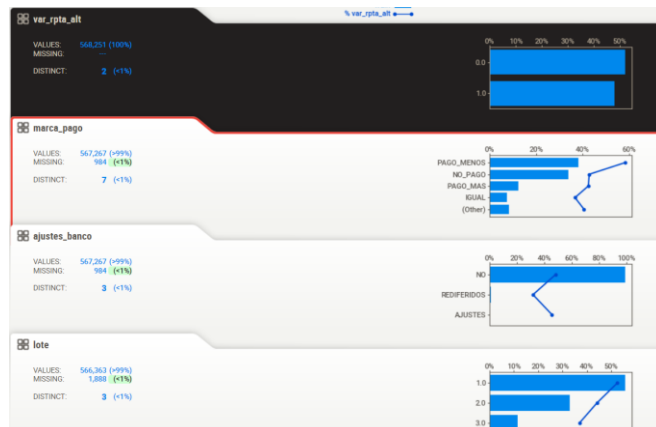 % var_rpta_alt
var_rpta_alt
VALUES: 568,251 (100%)
MISSING: ---
DISTINCT: 2 (<1%)
0% 10% 20% 30% 40% 50%
0.0
1.0
marca_pago
VALUES: 567,267 (>99%)
MISSING: 984 (<1%)
DISTINCT: 7 (<1%)
0% 20% 40% 60%
PAGO_MENOS
NO_PAGO
PAGO_MAS
IGUAL
(Other)
ajustes_banco
VALUES: 567,267 (>99%)
MISSING: 984 (<1%)
DISTINCT: 3 (<1%)
0% 20% 40% 60% 80% 100%
NO
REDIFERIDOS
AJUSTES
lote
VALUES: 566,363 (>99%)
MISSING: 1,888 (<1%)
DISTINCT: 3 (<1%)
0% 10% 20% 30% 40% 50%
1.0
2.0
3.0